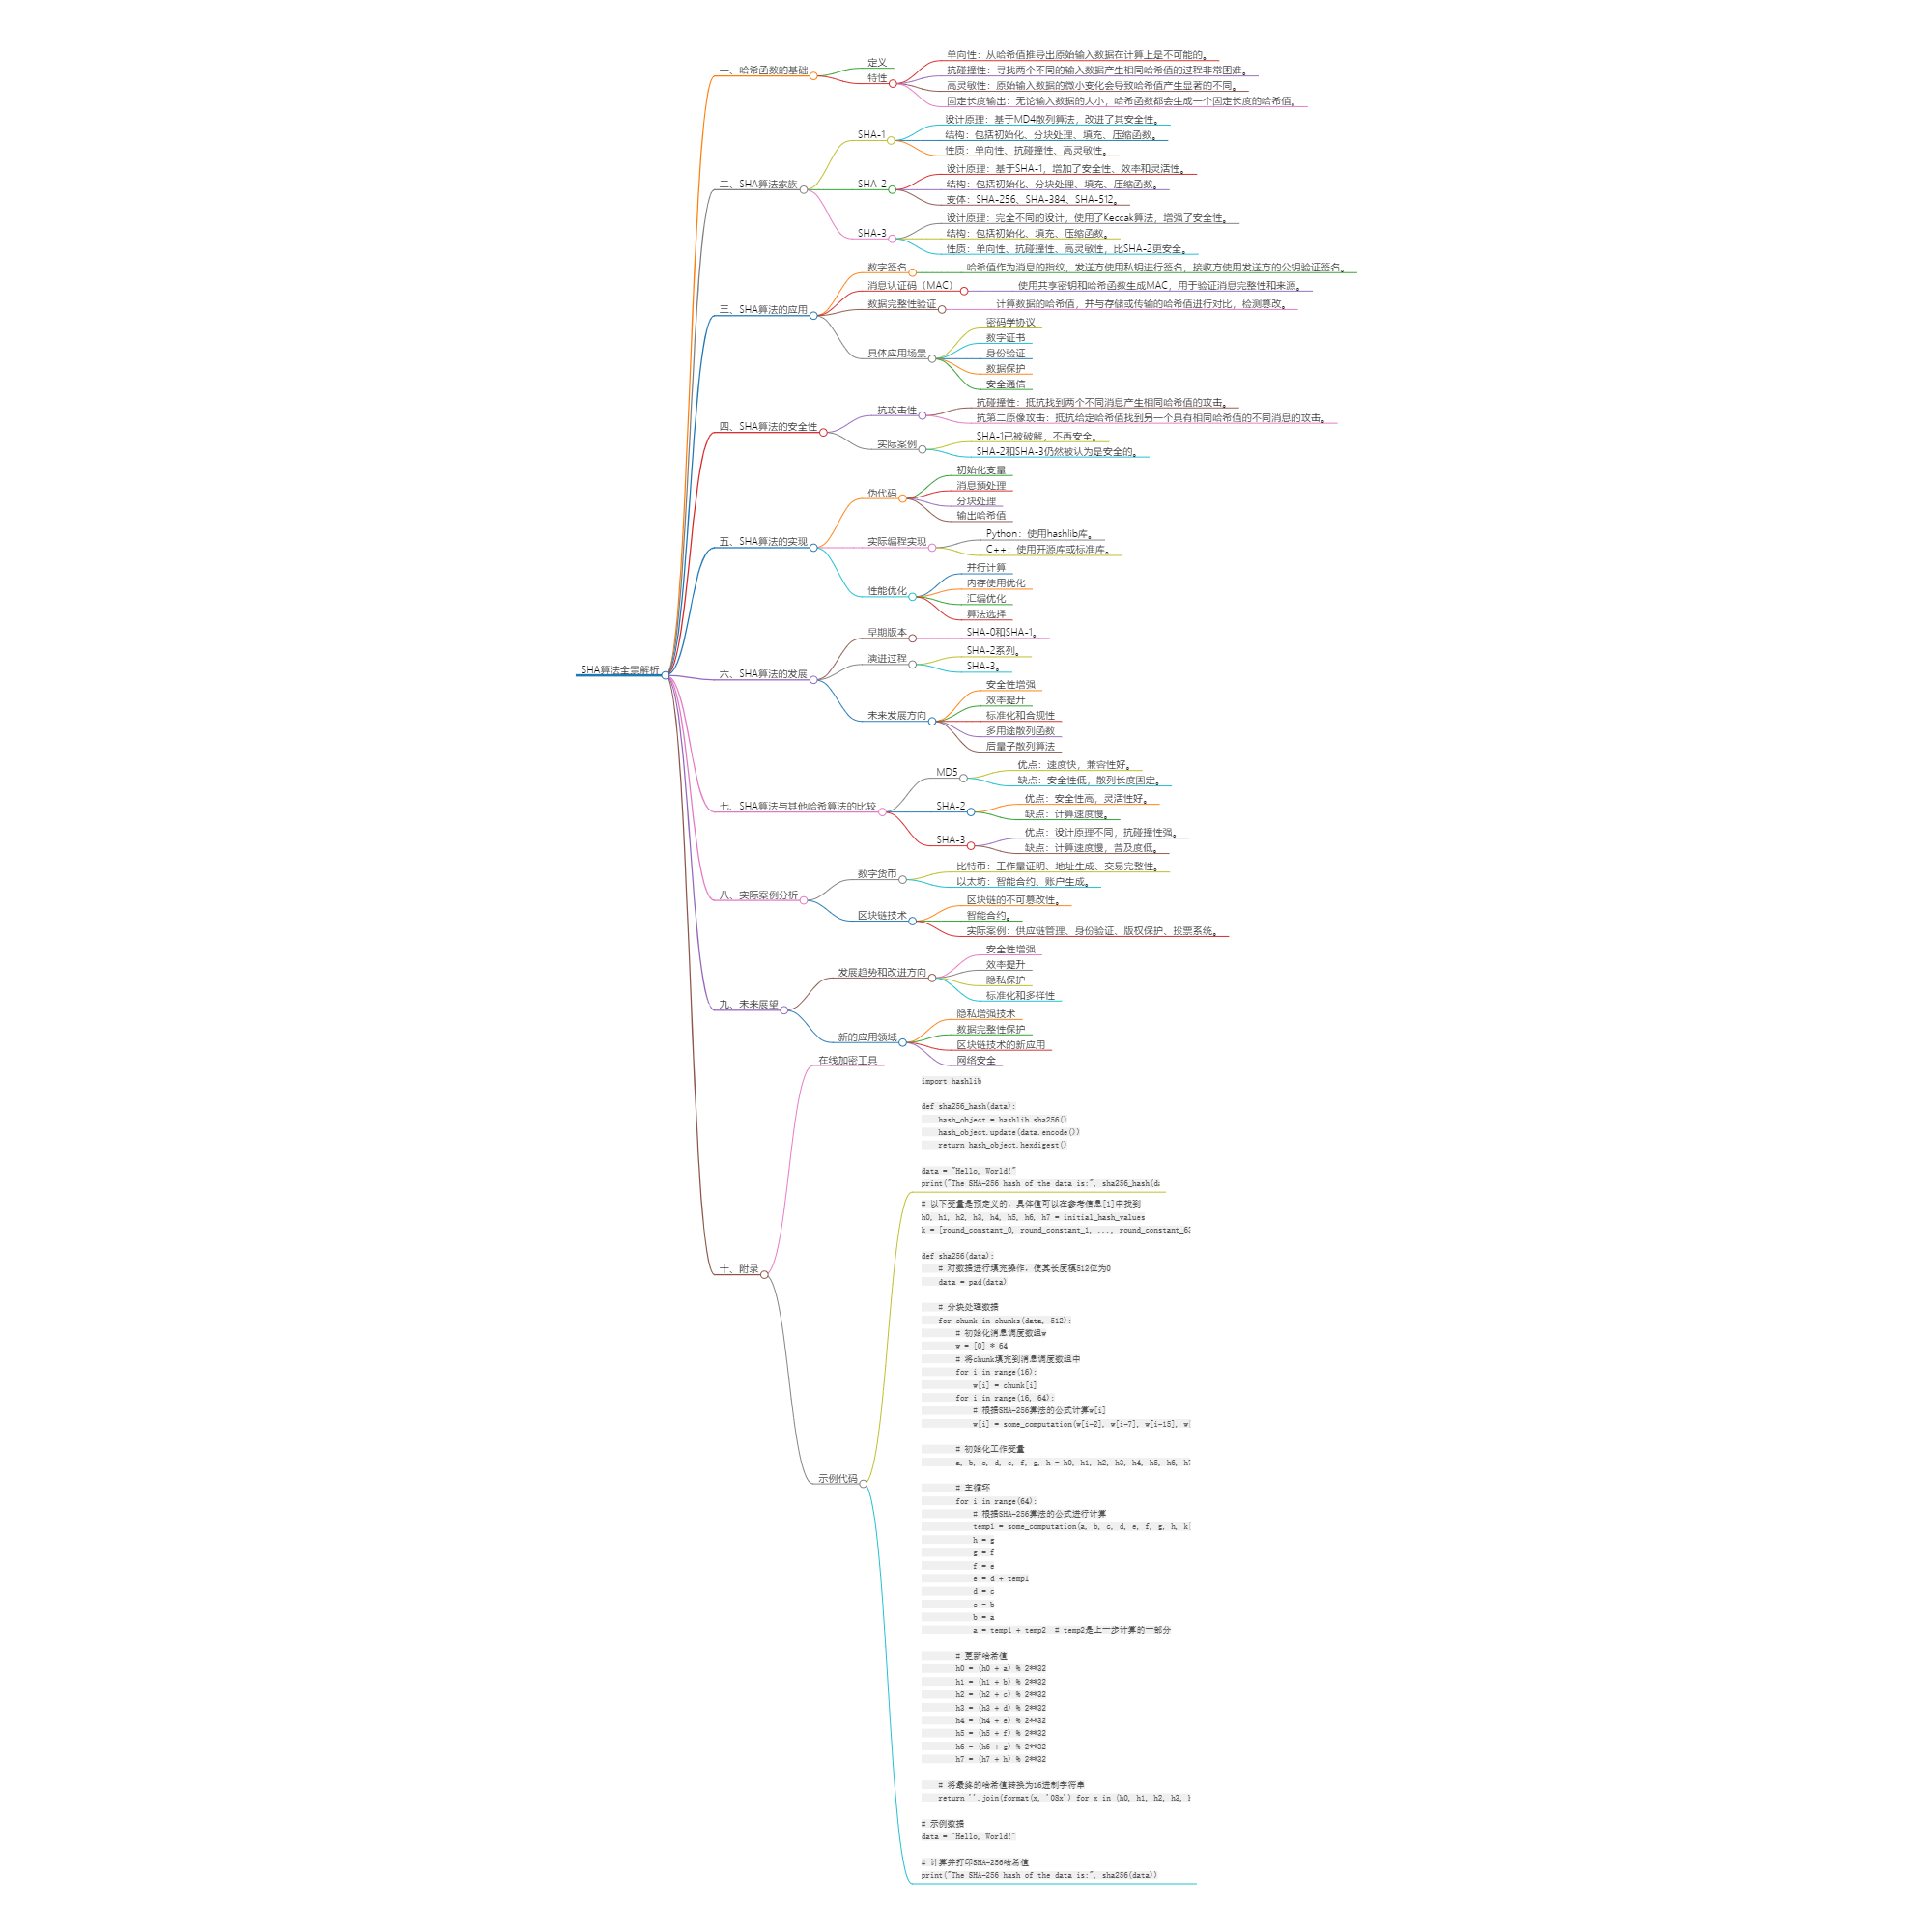 SHA算法全景解析
一、哈希函数的基础
定义
特性
单向性：从哈希值推导出原始输入数据在计算上是不可能的。
抗碰撞性：寻找两个不同的输入数据产生相同哈希值的过程非常困难。
高灵敏性：原始输入数据的微小变化会导致哈希值产生显著的不同。
固定长度输出：无论输入数据的大小，哈希函数都会生成一个固定长度的哈希值。
二、SHA算法家族
SHA-1
设计原理：基于MD4散列算法，改进了其安全性。
结构：包括初始化、分块处理、填充、压缩函数。
性质：单向性、抗碰撞性、高灵敏性。
SHA-2
设计原理：基于SHA-1，增加了安全性、效率和灵活性。
结构：包括初始化、分块处理、填充、压缩函数。
变体：SHA-256、SHA-384、SHA-512。
SHA-3
设计原理：完全不同的设计，使用了Keccak算法，增强了安全性。
结构：包括初始化、填充、压缩函数。
性质：单向性、抗碰撞性、高灵敏性，比SHA-2更安全。
三、SHA算法的应用
数字签名
哈希值作为消息的指纹，发送方使用私钥进行签名，接收方使用发送方的公钥验证签名。
消息认证码（MAC）
使用共享密钥和哈希函数生成MAC，用于验证消息完整性和来源。
数据完整性验证
计算数据的哈希值，并与存储或传输的哈希值进行对比，检测篡改。
具体应用场景
密码学协议
数字证书
身份验证
数据保护
安全通信
四、SHA算法的安全性
抗攻击性
抗碰撞性：抵抗找到两个不同消息产生相同哈希值的攻击。
抗第二原像攻击：抵抗给定哈希值找到另一个具有相同哈希值的不同消息的攻击。
实际案例
SHA-1已被破解，不再安全。
SHA-2和SHA-3仍然被认为是安全的。
五、SHA算法的实现
伪代码
初始化变量
消息预处理
分块处理
输出哈希值
实际编程实现
Python：使用hashlib库。
C++：使用开源库或标准库。
性能优化
并行计算
内存使用优化
汇编优化
算法选择
六、SHA算法的发展
早期版本
SHA-0和SHA-1。
演进过程
SHA-2系列。
SHA-3。
未来发展方向
安全性增强
效率提升
标准化和合规性
多用途散列函数
后量子散列算法
七、SHA算法与其他哈希算法的比较
MD5
优点：速度快，兼容性好。
缺点：安全性低，散列长度固定。
SHA-2
优点：安全性高，灵活性好。
缺点：计算速度慢。
SHA-3
优点：设计原理不同，抗碰撞性强。
缺点：计算速度慢，普及度低。
八、实际案例分析
数字货币
比特币：工作量证明、地址生成、交易完整性。
以太坊：智能合约、账户生成。
区块链技术
区块链的不可篡改性。
智能合约。
实际案例：供应链管理、身份验证、版权保护、投票系统。
九、未来展望
发展趋势和改进方向
安全性增强
效率提升
隐私保护
标准化和多样性
新的应用领域
隐私增强技术
数据完整性保护
区块链技术的新应用
网络安全
十、附录
在线加密工具
示例代码
import hashlib
def sha256_hash(data):
hash_object = hashlib.sha256()
hash_object.update(data.encode())
return hash_object.hexdigest()
data = "Hello, World!"
print("The SHA-256 hash of the data is:", sha256_hash(da
# 以下变量是预定义的，具体值可以在参考信息[1]中找到
h0, h1, h2, h3, h4, h5, h6, h7 = initial_hash_values
k = [round_constant_0, round_constant_1, ..., round_constant_63
def sha256(data):
# 对数据进行填充操作，使其长度模512位为0
data = pad(data)
# 分块处理数据
for chunk in chunks(data, 512):
# 初始化消息调度数组w
w = [0] * 64
# 将chunk填充到消息调度数组中
for i in range(16):
w[i] = chunk[i]
for i in range(16, 64):
# 根据SHA-256算法的公式计算w[i]
w[i] = some_computation(w[i-2], w[i-7], w[i-15], w[
# 初始化工作变量
a, b, c, d, e, f, g, h = h0, h1, h2, h3, h4, h5, h6, h7
# 主循环
for i in range(64):
# 根据SHA-256算法的公式进行计算
temp1 = some_computation(a, b, c, d, e, f, g, h, k[
h = g
g = f
f = e
e = d + temp1
d = c
c = b
b = a
a = temp1 + temp2  # temp2是上一步计算的一部分
# 更新哈希值
h0 = (h0 + a) % 2**32
h1 = (h1 + b) % 2**32
h2 = (h2 + c) % 2**32
h3 = (h3 + d) % 2**32
h4 = (h4 + e) % 2**32
h5 = (h5 + f) % 2**32
h6 = (h6 + g) % 2**32
h7 = (h7 + h) % 2**32
# 将最终的哈希值转换为16进制字符串
return ''.join(format(x, '08x') for x in (h0, h1, h2, h3, h
# 示例数据
data = "Hello, World!"
# 计算并打印SHA-256哈希值
print("The SHA-256 hash of the data is:", sha256(data))